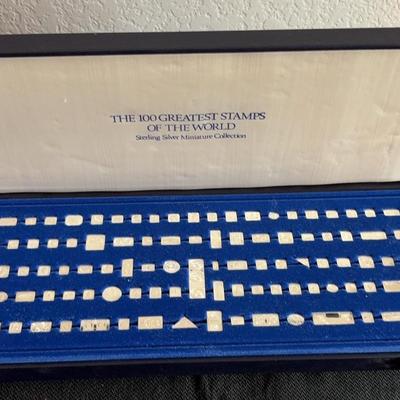 THE 100 GREATEST STAMPS
OF THE WORLD
Sterling Silver Miniature Collection